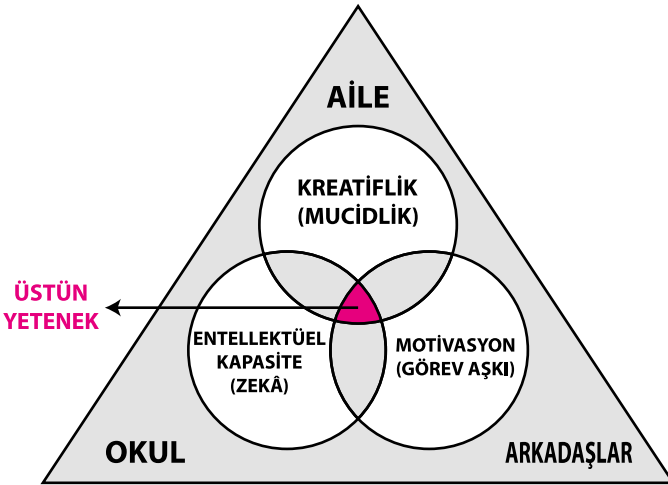 AİLE
KREATİFLİK
(MUCİDLİK)
ÜSTÜN
YETENEK
ENTELLEKTÜEL
KAPASİTE
(ZEKÂ)
MOTİVASYON
(GÖREV AŞKI)
OKUL
ARKADAŞLAR